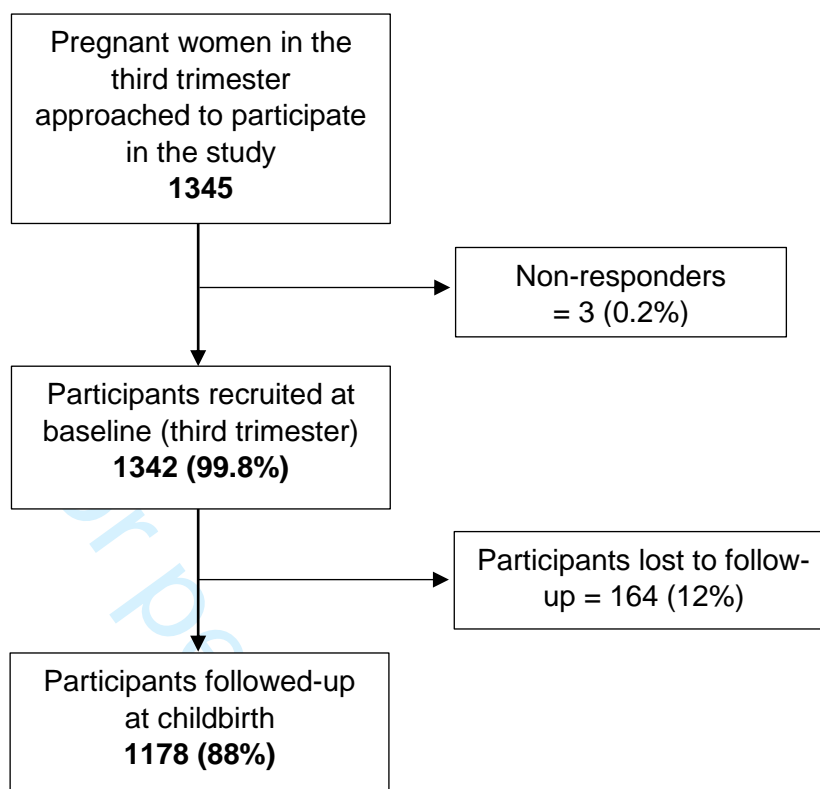 Pregnant women in the
third trimester
approached to participate
in the study
1345
Non-responders
= 3 (0.2%)
Participants recruited at
baseline (third trimester)
1342 (99.8%)
Participants lost to follow-
up = 164 (12%)
Participants followed-up
at childbirth
1178 (88%)